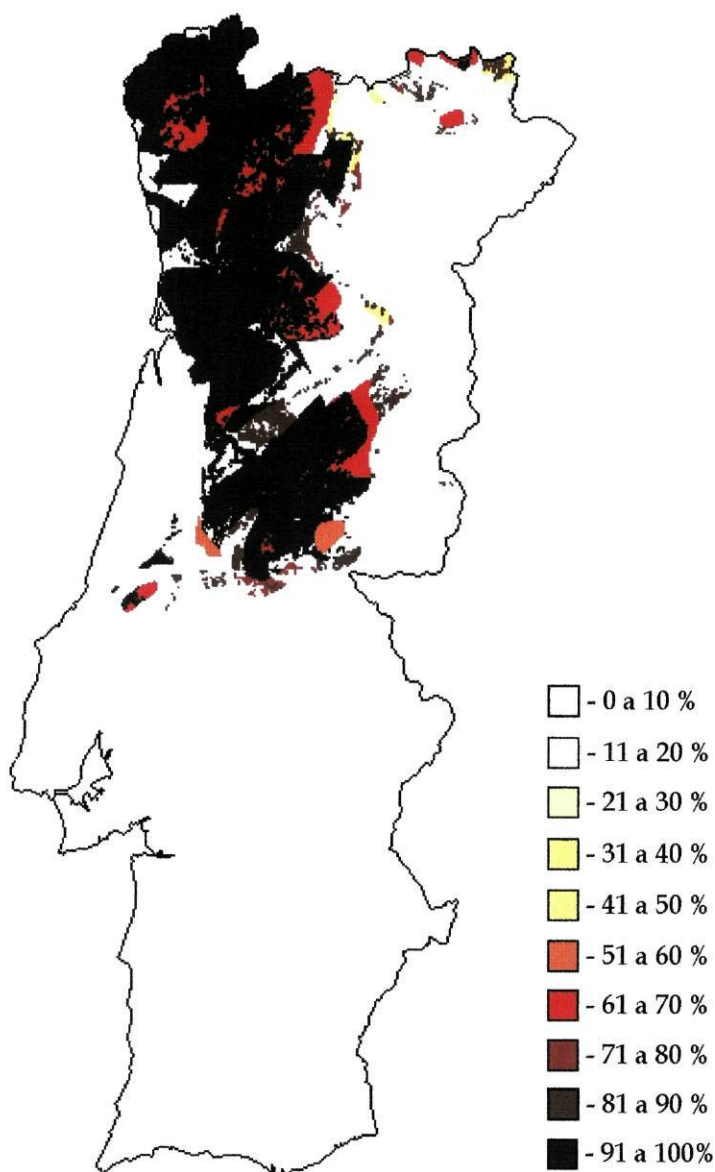 - 0 a 10 %
- 11 a 20 %
- 21 a 30 %
- 31 a 40 %
- 41 a 50 %
- 51 a 60 %
- 61 a 70 %
- 71 a 80 %
- 81 a 90 %
- 91 a 100%